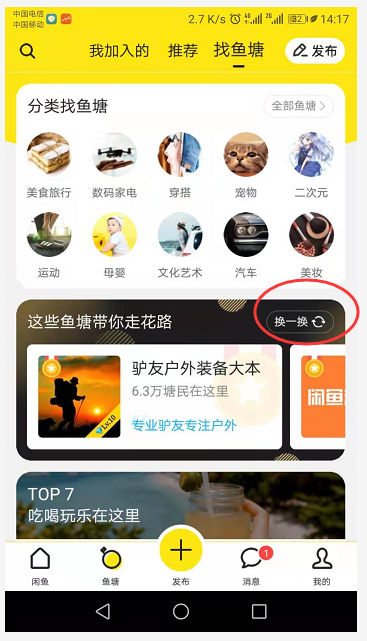 中国电信
中国移动
2.7 K/s 14:17
我加入的 推荐 找鱼塘 发布
分类找鱼塘 全部鱼塘
美食旅行 数码家电 穿搭 宠物 二次元
运动 母婴 文化艺术 汽车 美妆
这些鱼塘带你走花路 换一换
驴友户外装备大本
6.3万塘民在这里
专业驴友专注户外
Lv.10
闲鱼
TOP 7
吃喝玩乐在这里
闲鱼 鱼塘 发布 消息 1 我的